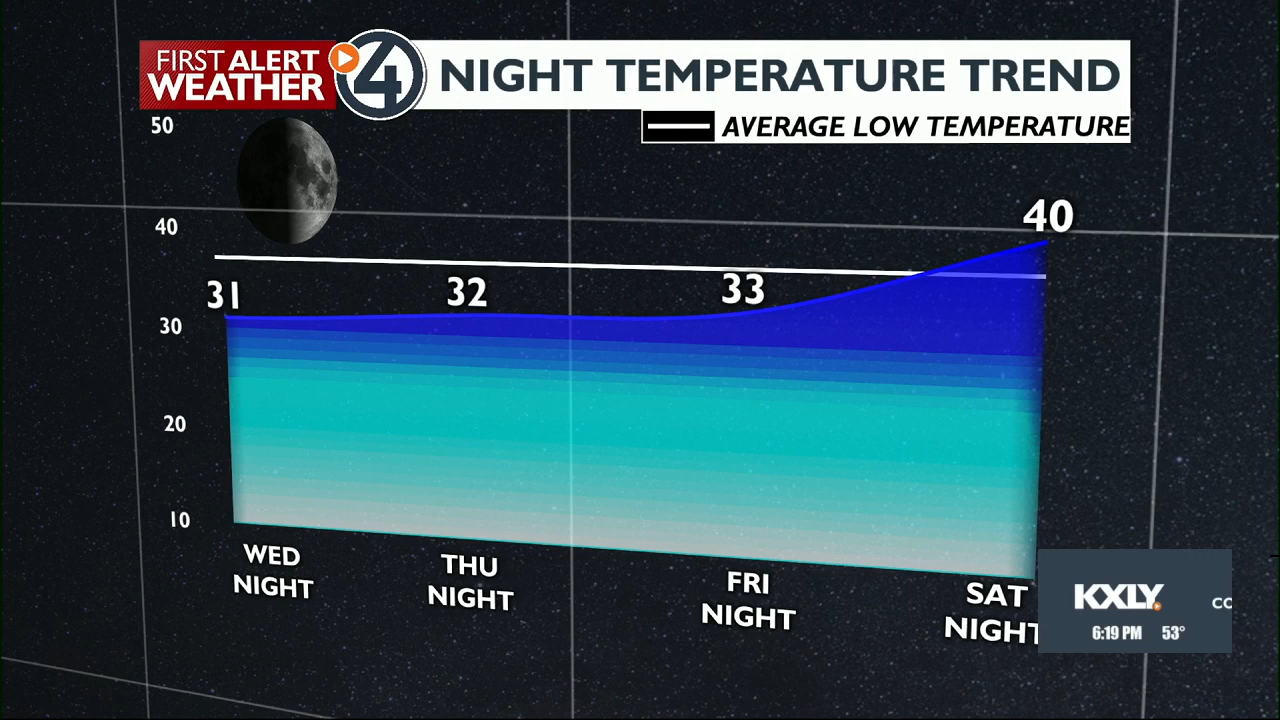 FIRST ALERT
WEATHER
4
NIGHT TEMPERATURE TREND
AVERAGE LOW TEMPERATURE
50
40
30
20
10
31
32
33
40
WED
NIGHT
THU
NIGHT
FRI
NIGHT
SAT
NIGHT
KXLY
6:19 PM 53°